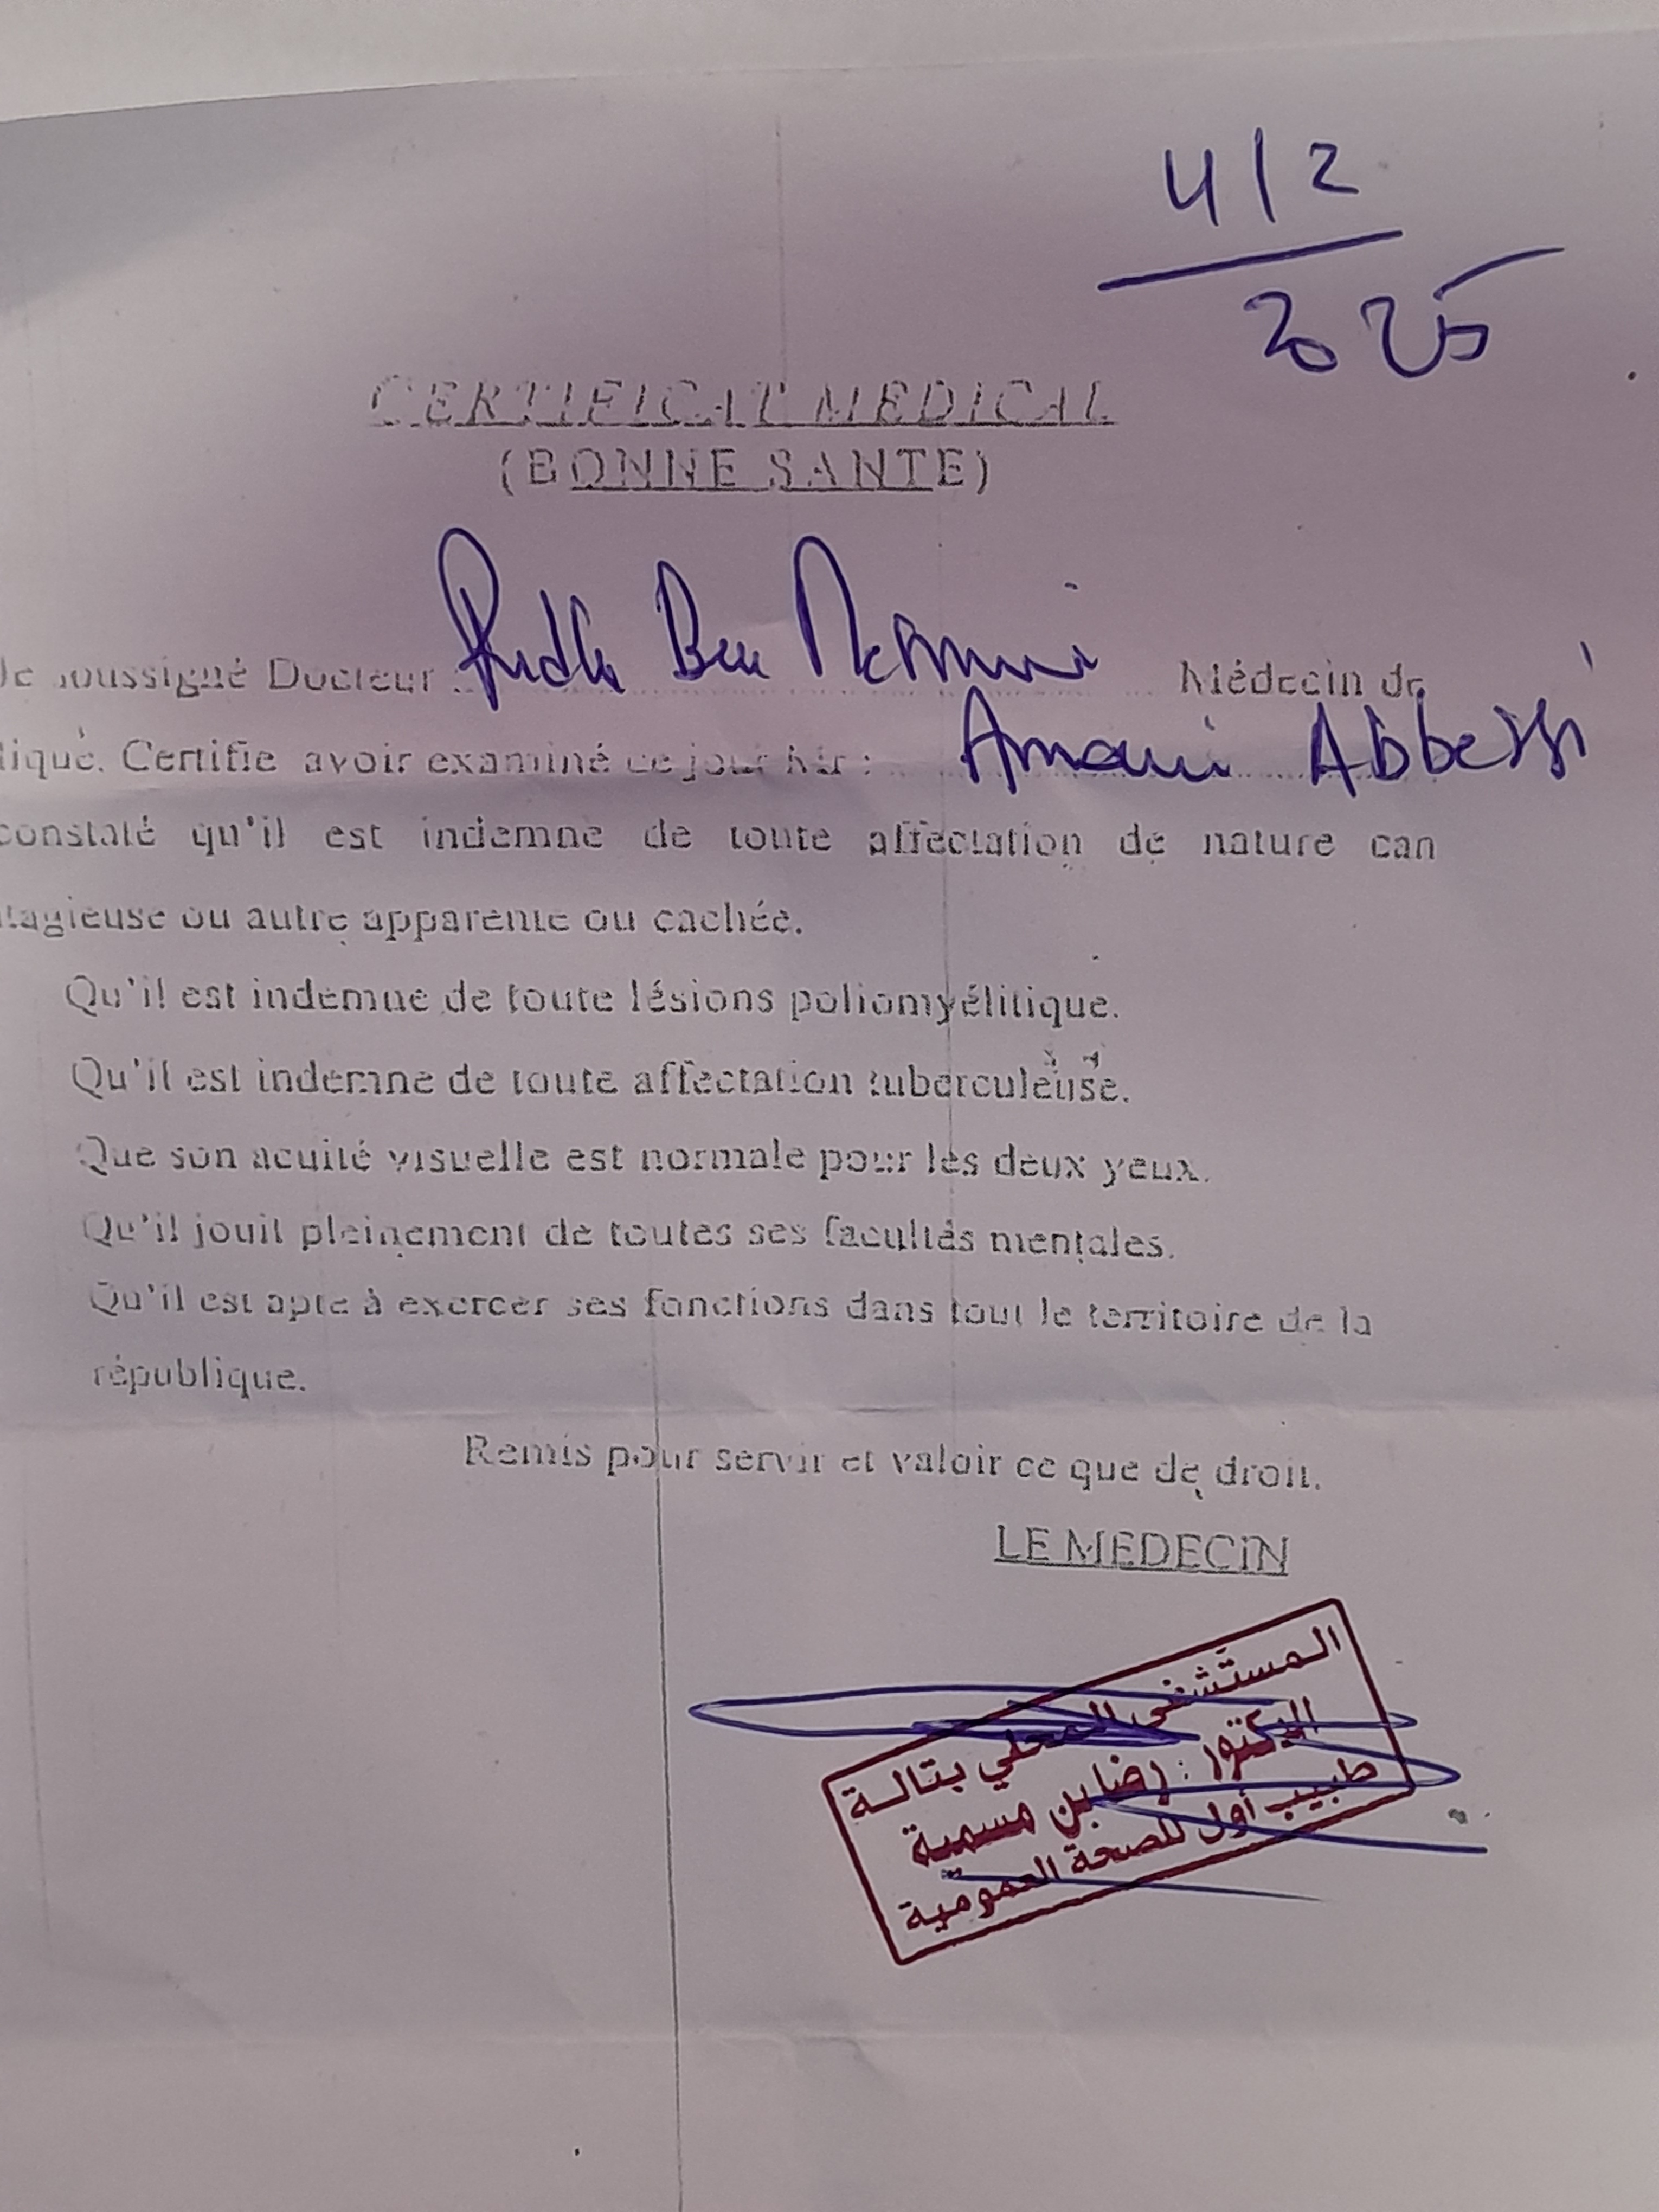 4/2
2025
CERTIFICAT MEDICAL
(BONNE SANTE)
Je soussigné Docteur : Ridha Ben Mesmia Médecin de
lique. Certifie avoir examiné ce jour Mr : Amani Abbessi
constaté qu'il est indemne de toute affectation de nature can
tagieuse ou autre apparente ou cachée.
Qu'il est indemne de toute lésions poliomyélitique.
Qu'il est indemne de toute affectation tuberculeuse.
Que son acuité visuelle est normale pour les deux yeux.
Qu'il jouit pleinement de toutes ses facultés mentales.
Qu'il est apte à exercer ses fonctions dans tout le territoire de la
république.
Remis pour servir et valoir ce que de droit.
LE MEDECIN
المستشفى المحلي بتالة
الدكتور : رضا بن مسمية
طبيب أول للصحة العمومية